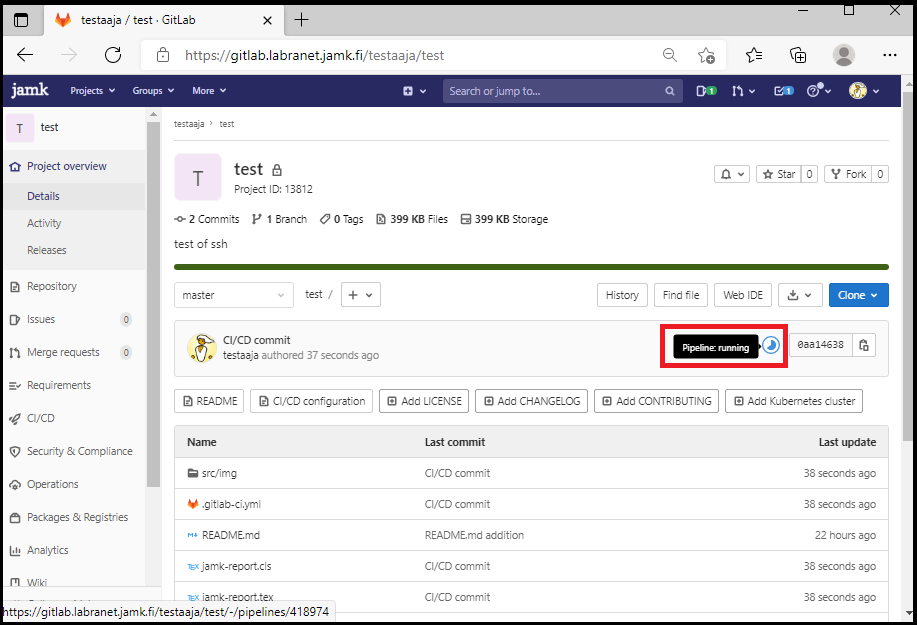 testaaja / test · GitLab
https://gitlab.labranet.jamk.fi/testaaja/test
jamk Projects Groups More Search or jump to... 1 1
T test
testaaja > test
Project overview
Details
Activity
Releases
Repository
Issues 0
Merge requests 0
Requirements
CI/CD
Security & Compliance
Operations
Packages & Registries
Analytics
Wiki
T test
Project ID: 13812
Star 0 Fork 0
2 Commits 1 Branch 0 Tags 399 KB Files 399 KB Storage
test of ssh
master test / + History Find file Web IDE Clone
CI/CD commit
testaaja authored 37 seconds ago
Pipeline: running 0aa14638
README CI/CD configuration Add LICENSE Add CHANGELOG Add CONTRIBUTING Add Kubernetes cluster
Name Last commit Last update
src/img CI/CD commit 38 seconds ago
.gitlab-ci.yml CI/CD commit 38 seconds ago
README.md README.md addition 22 hours ago
jamk-report.cls CI/CD commit 38 seconds ago
jamk-report.tex CI/CD commit 38 seconds ago
https://gitlab.labranet.jamk.fi/testaaja/test/-/pipelines/418974